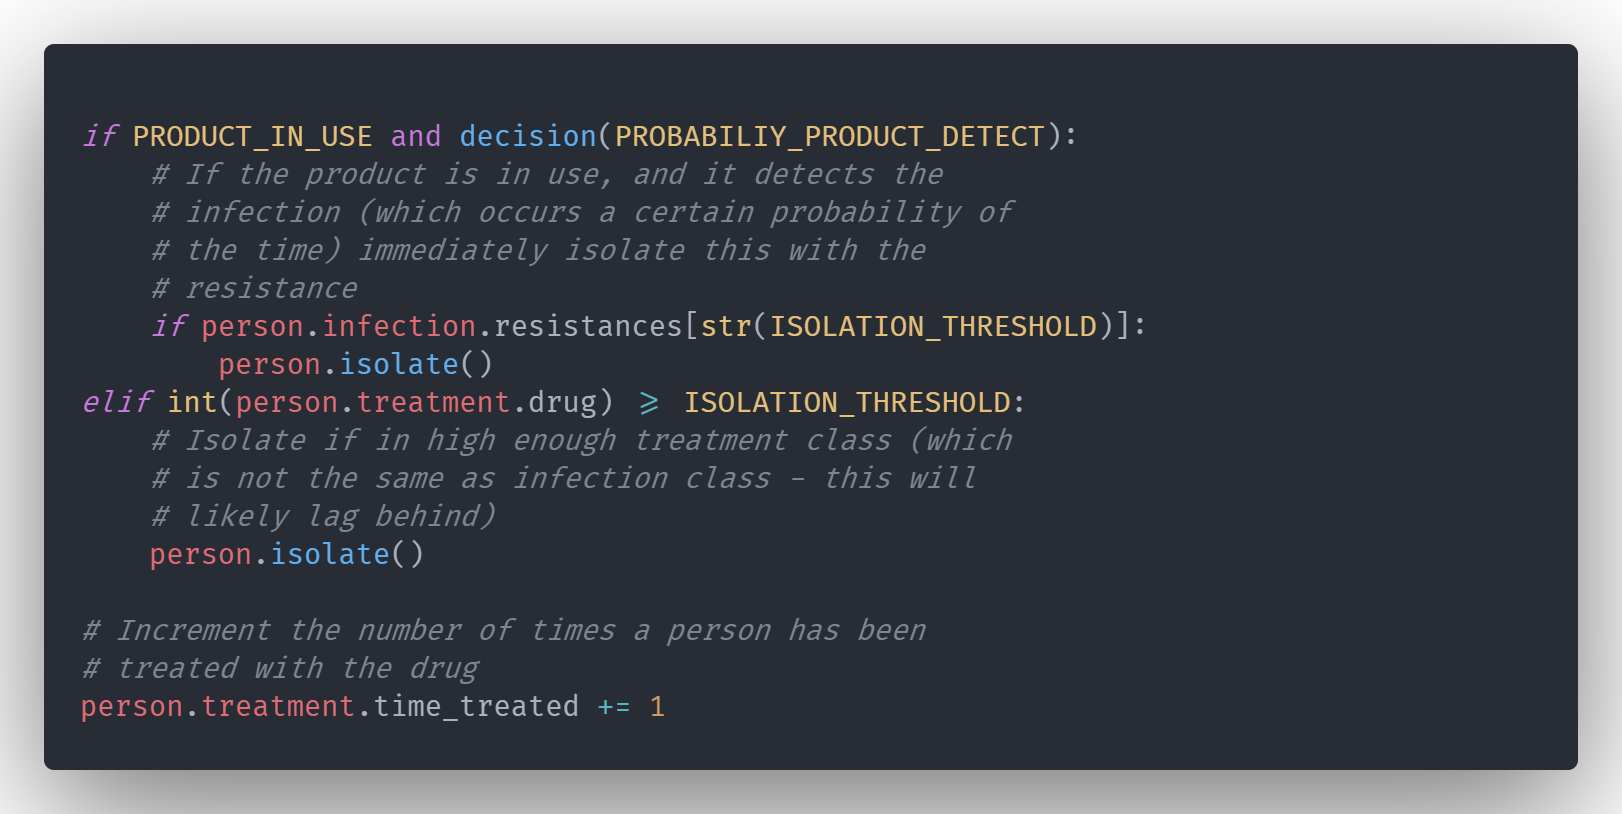 if PRODUCT_IN_USE and decision(PROBABILIY_PRODUCT_DETECT):
    # If the product is in use, and it detects the
    # infection (which occurs a certain probability of
    # the time) immediately isolate this with the
    # resistance
    if person.infection.resistances[str(ISOLATION_THRESHOLD)]:
        person.isolate()
elif int(person.treatment.drug) >= ISOLATION_THRESHOLD:
    # Isolate if in high enough treatment class (which
    # is not the same as infection class - this will
    # likely lag behind)
    person.isolate()

# Increment the number of times a person has been
# treated with the drug
person.treatment.time_treated += 1